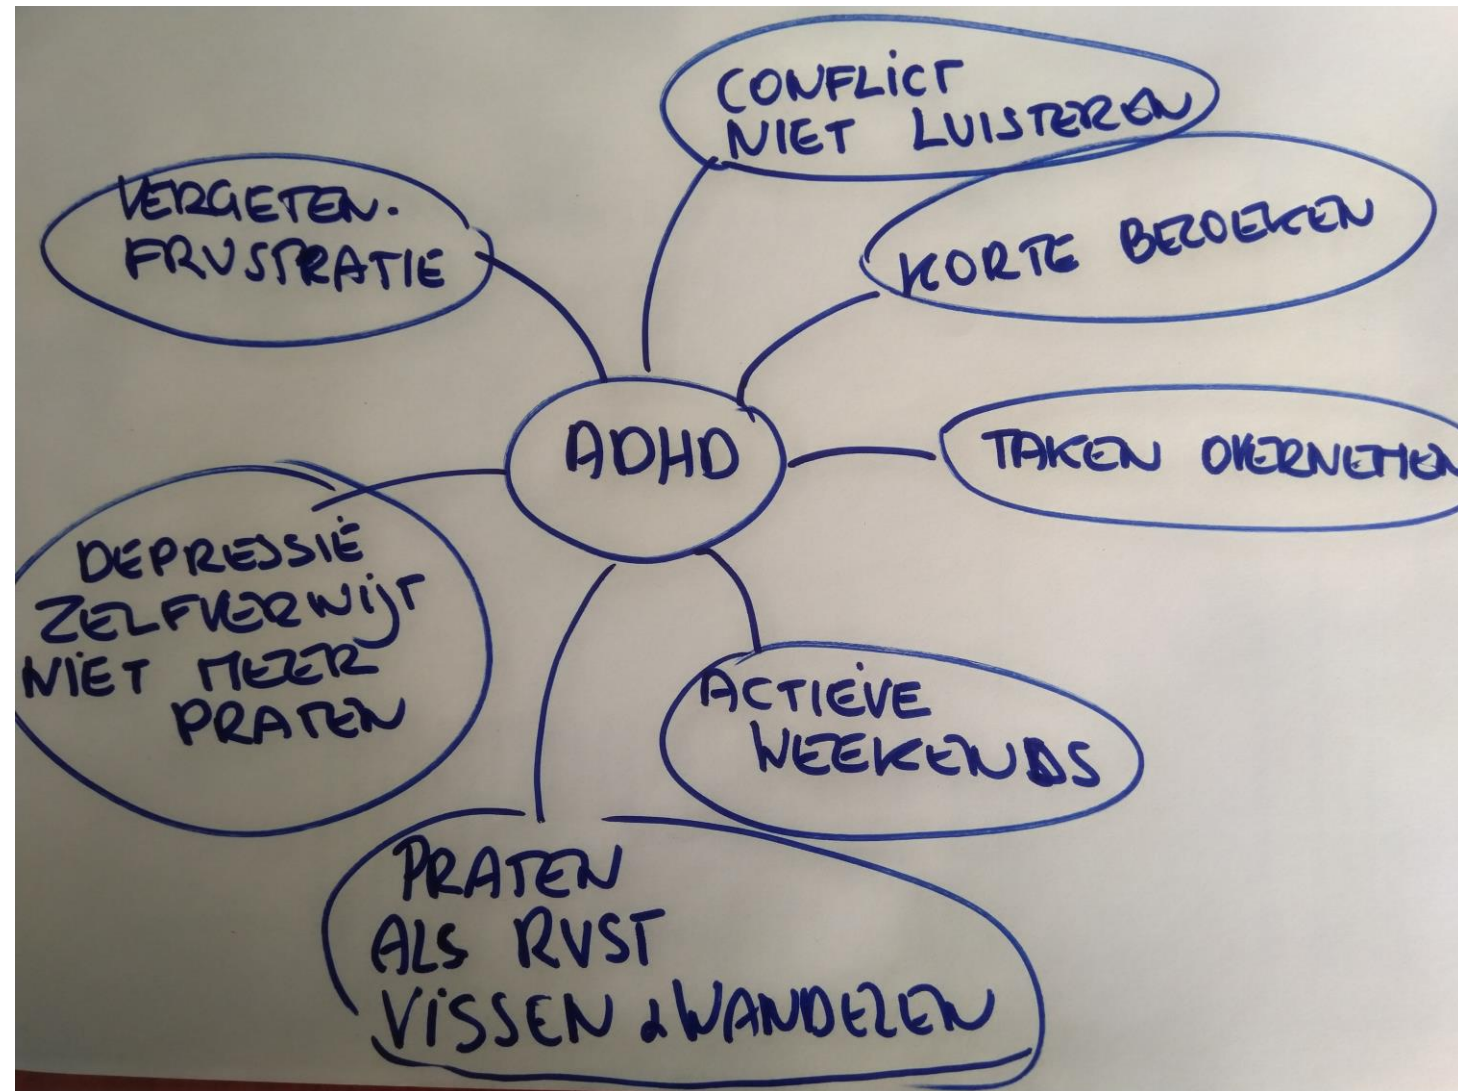 CONFLICT
NIET LUISTEREN
KORTE BEZOEKEN
VERGETEN.
FRUSTRATIE
ADHD
TAKEN OVERNEMEN
DEPRESSIE
ZELFVERWIJT
NIET MEER
PRATEN
ACTIEVE
WEEKENDS
PRATEN
ALS RUST
VISSEN & WANDELEN